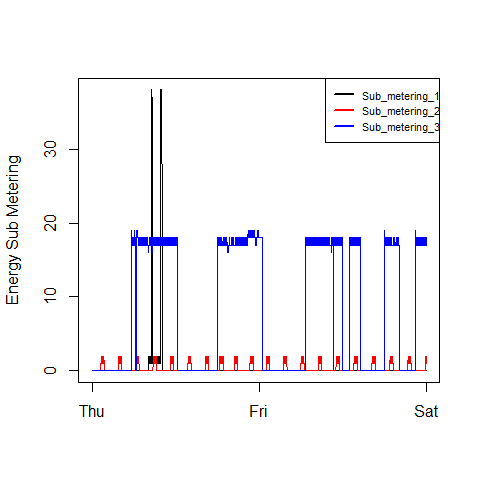 Sub_metering_1
Sub_metering_2
Sub_metering_3
Energy Sub Metering
30
20
10
0
Thu Fri Sat